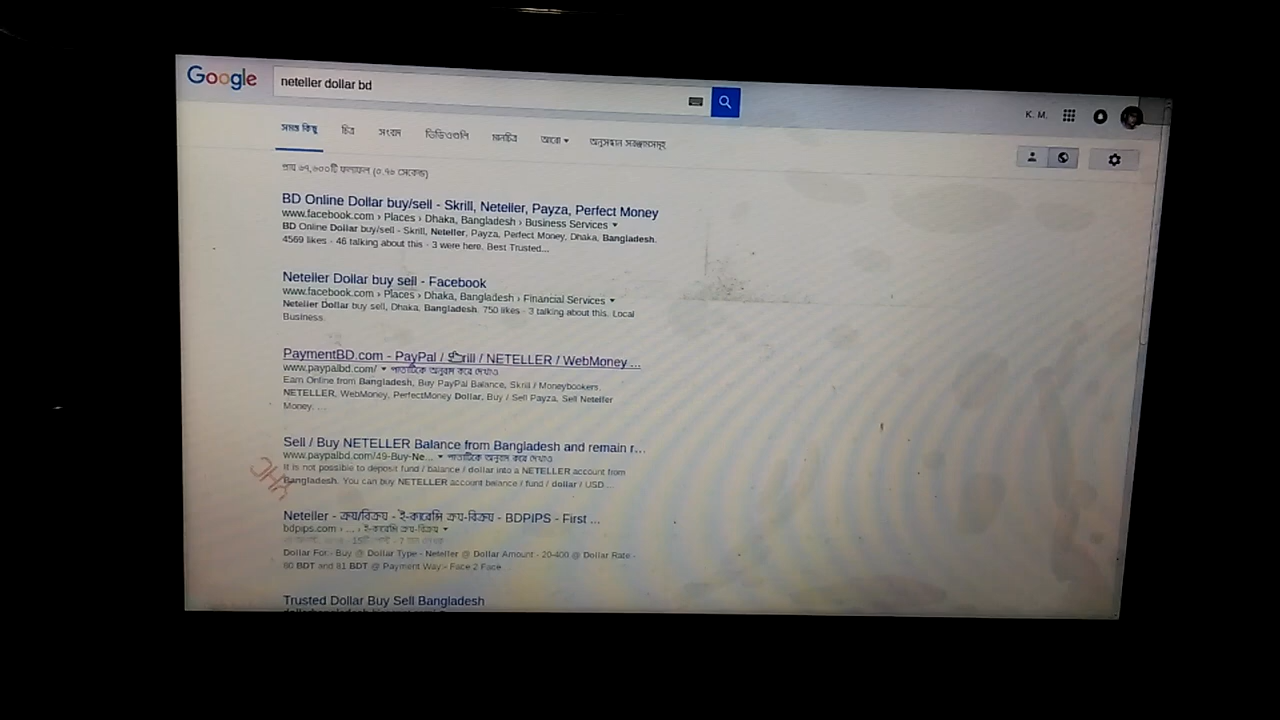 Google
neteller dollar bd
K. M.
সমস্ত কিছু চিত্র সংবাদ ভিডিওগুলি মানচিত্র আরো ▾ অনুসন্ধান সরঞ্জামসমূহ
BD Online Dollar buy/sell - Skrill, Neteller, Payza, Perfect Money
www.facebook.com › Places › Dhaka, Bangladesh › Business Services ▾
BD Online Dollar buy/sell - Skrill, Neteller, Payza, Perfect Money, Dhaka, Bangladesh.
4569 likes · 46 talking about this · 3 were here. Best Trusted...
Neteller Dollar buy sell - Facebook
www.facebook.com › Places › Dhaka, Bangladesh › Financial Services ▾
Neteller Dollar buy sell, Dhaka, Bangladesh. 750 likes · 3 talking about this. Local
Business.
PaymentBD.com - PayPal / Skrill / NETELLER / WebMoney ...
www.paypalbd.com/ ▾ পাতাটিকে অনুবাদ করে দেখাও
Earn Online from Bangladesh, Buy PayPal Balance, Skrill / Moneybookers,
NETELLER, WebMoney, PerfectMoney Dollar, Buy / Sell Payza, Sell Neteller
Money, ...
Sell / Buy NETELLER Balance from Bangladesh and remain r...
www.paypalbd.com/49-Buy-Ne... ▾ পাতাটিকে অনুবাদ করে দেখাও
It is not possible to deposit fund / balance / dollar into a NETELLER account from
Bangladesh. You can buy NETELLER account balance / fund / dollar / USD ...
Neteller - ক্রয়/বিক্রয় - ই-কারেন্সি ক্রয়-বিক্রয় - BDPIPS - First ...
bdpips.com › ... › ই-কারেন্সি ক্রয়-বিক্রয় ▾
Dollar For - Buy @ Dollar Type - Neteller @ Dollar Amount - 20-400 @ Dollar Rate -
80 BDT and 81 BDT @ Payment Way - Face 2 Face
Trusted Dollar Buy Sell Bangladesh